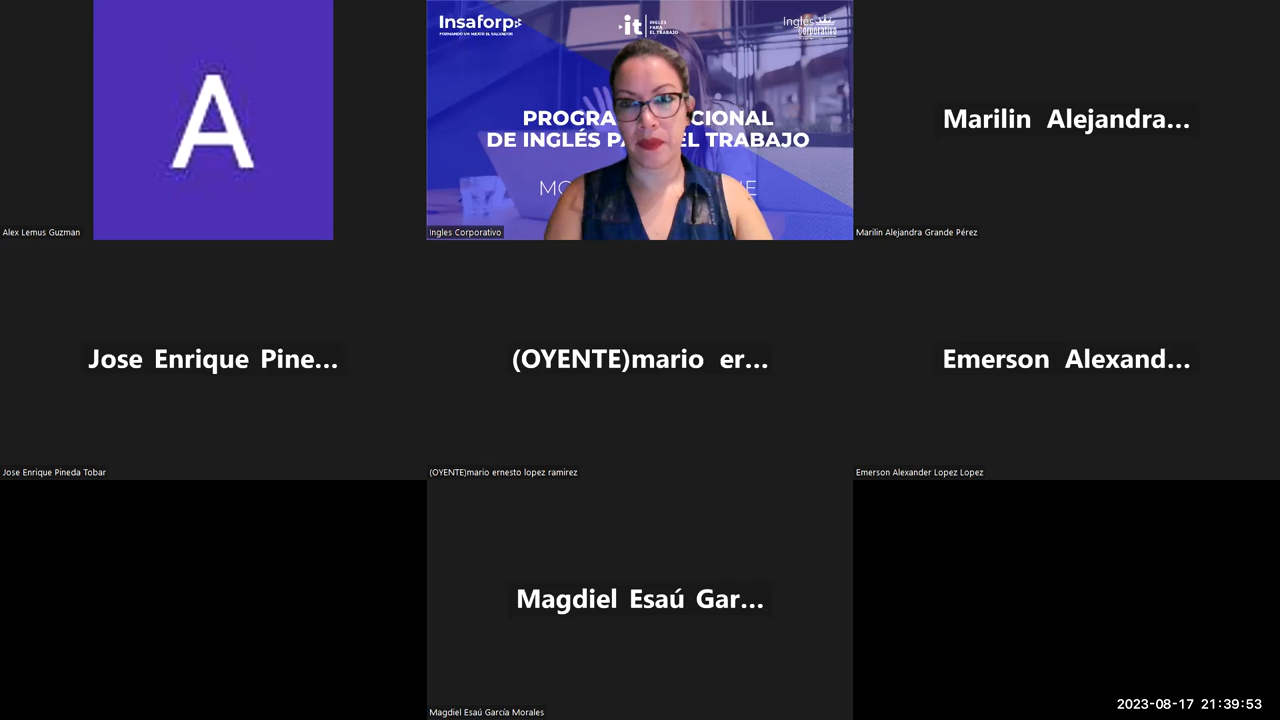 A
Alex Lemus Guzman
Insaforp
FORMANDO UN MEJOR EL SALVADOR
it INGLÉS
PARA
EL TRABAJO
Inglés
Corporativo
PROGRA CIONAL
DE INGLÉS PA EL TRABAJO
MO E
Ingles Corporativo
Marilin Alejandra...
Marilin Alejandra Grande Pérez
Jose Enrique Pine...
Jose Enrique Pineda Tobar
(OYENTE)mario er...
(OYENTE)mario ernesto lopez ramirez
Emerson Alexand...
Emerson Alexander Lopez Lopez
Magdiel Esaú Gar...
Magdiel Esaú García Morales
2023-08-17 21:39:53